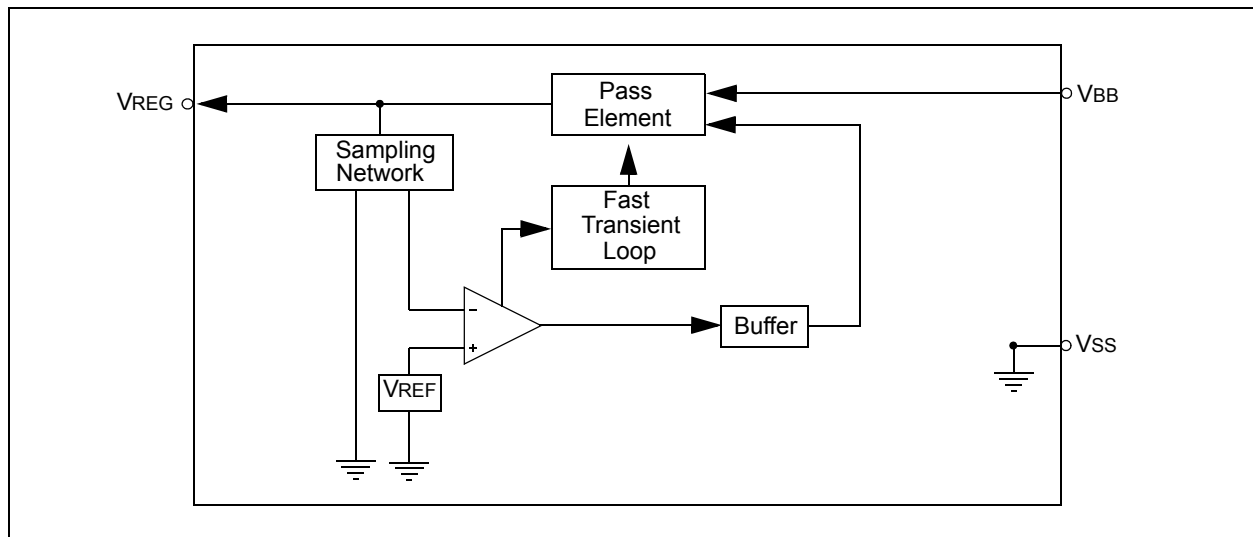 VREG
Pass
Element
VBB
Sampling
Network
Fast
Transient
Loop
-
+
Buffer
VSS
VREF